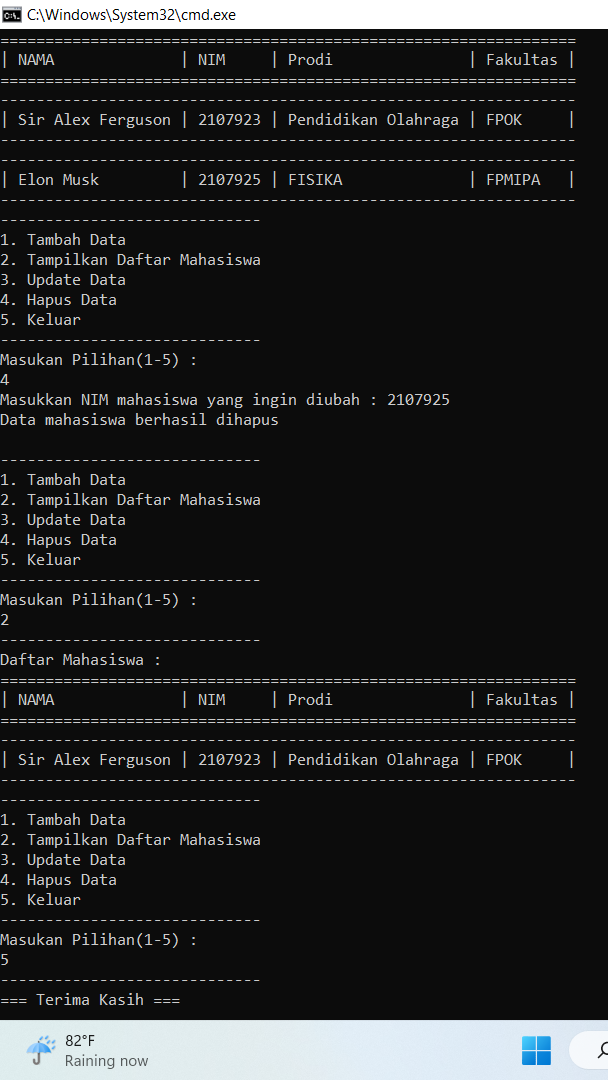 C:\Windows\System32\cmd.exe
================================================================
| NAMA              | NIM     | Prodi               | Fakultas |
================================================================
----------------------------------------------------------------
| Sir Alex Ferguson | 2107923 | Pendidikan Olahraga | FPOK     |
----------------------------------------------------------------
----------------------------------------------------------------
| Elon Musk         | 2107925 | FISIKA              | FPMIPA   |
----------------------------------------------------------------
-----------------------------
1. Tambah Data
2. Tampilkan Daftar Mahasiswa
3. Update Data
4. Hapus Data
5. Keluar
-----------------------------
Masukan Pilihan(1-5) :
4
Masukkan NIM mahasiswa yang ingin diubah : 2107925
Data mahasiswa berhasil dihapus

-----------------------------
1. Tambah Data
2. Tampilkan Daftar Mahasiswa
3. Update Data
4. Hapus Data
5. Keluar
-----------------------------
Masukan Pilihan(1-5) :
2
-----------------------------
Daftar Mahasiswa :
================================================================
| NAMA              | NIM     | Prodi               | Fakultas |
================================================================
----------------------------------------------------------------
| Sir Alex Ferguson | 2107923 | Pendidikan Olahraga | FPOK     |
----------------------------------------------------------------
-----------------------------
1. Tambah Data
2. Tampilkan Daftar Mahasiswa
3. Update Data
4. Hapus Data
5. Keluar
-----------------------------
Masukan Pilihan(1-5) :
5
-----------------------------
=== Terima Kasih ===
82°F
Raining now